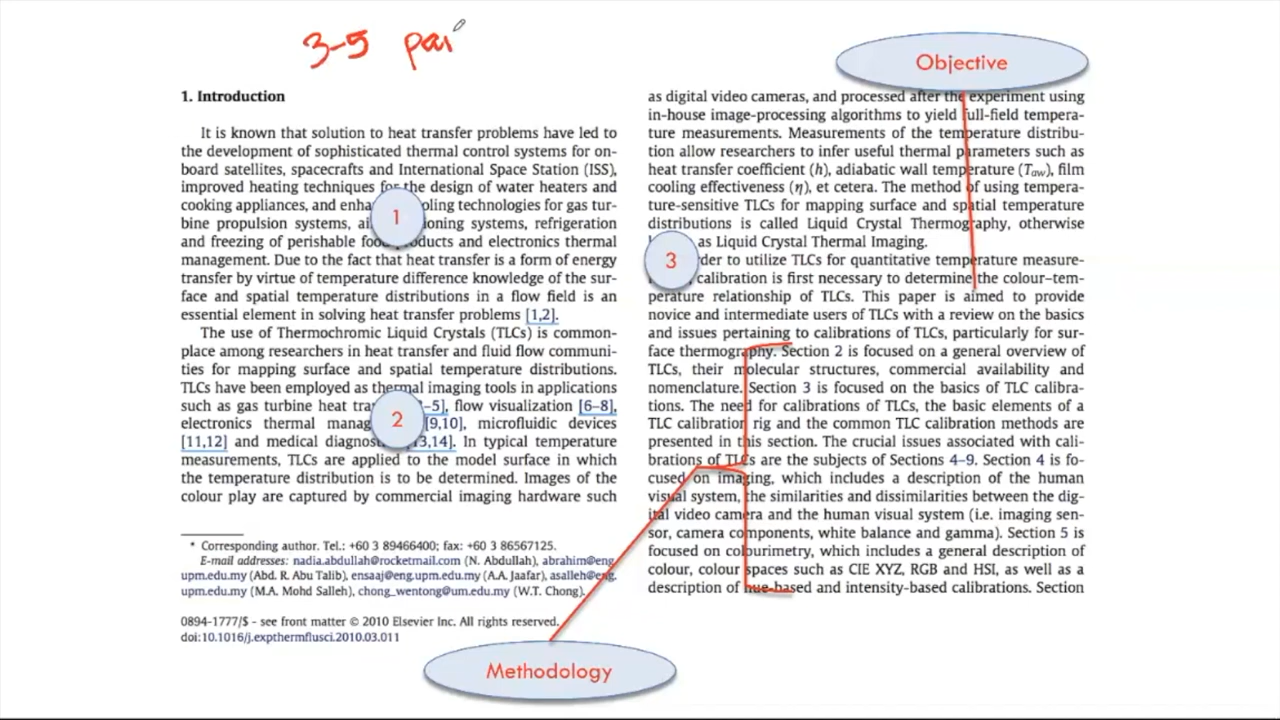 3-5
Objective
1. Introduction
It is known that solution to heat transfer problems have led to
the development of sophisticated thermal control systems for on-
board satellites, spacecrafts and International Space Station (ISS),
improved heating techniques for the design of water heaters and
cooking appliances, and technologies for gas tur-
bine propulsion systems, systems, refrigeration
and freezing of perishable and electronics thermal
management. Due to the fact that heat transfer is a form of energy
transfer by virtue of temperature difference knowledge of the sur-
face and spatial temperature distributions in a flow field is an
essential element in solving heat transfer problems [1,2].
The use of Thermochromic Liquid Crystals (TLCs) is common-
place among researchers in heat transfer and fluid flow communi-
ties for mapping surface and spatial temperature distributions.
TLCs have been employed as thermal imaging tools in applications
such as gas turbine heat flow visualization [6–8],
electronics thermal [9,10], microfluidic devices
[11,12] and medical In typical temperature
measurements, TLCs are applied to the model surface in which
the temperature distribution is to be determined. Images of the
colour play are captured by commercial imaging hardware such
1
2
* Corresponding author. Tel.: +60 3 89466400; fax: +60 3 86567125.
E-mail addresses: nadia.abdullah@rocketmail.com (N. Abdullah), abrahim@eng.
upm.edu.my (Abd. R. Abu Talib), ensaaj@eng.upm.edu.my (A.A. Jaafar), asalleh@eng.
upm.edu.my (M.A. Mohd Salleh), chong_wentong@um.edu.my (W.T. Chong).
0894-1777/$ - see front matter © 2010 Elsevier Inc. All rights reserved.
doi:10.1016/j.expthermflusci.2010.03.011
as digital video cameras, and processed after the experiment using
in-house image-processing algorithms to yield full-field tempera-
ture measurements. Measurements of the temperature distribu-
tion allow researchers to infer useful thermal parameters such as
heat transfer coefficient (h), adiabatic wall temperature (Taw), film
cooling effectiveness (η), et cetera. The method of using tempera-
ture-sensitive TLCs for mapping surface and spatial temperature
distributions is called Liquid Crystal Thermography, otherwise
as Liquid Crystal Thermal Imaging.
to utilize TLCs for quantitative temperature measure-
calibration is first necessary to determine the colour–tem-
perature relationship of TLCs. This paper is aimed to provide
novice and intermediate users of TLCs with a review on the basics
and issues pertaining to calibrations of TLCs, particularly for sur-
face thermography. Section 2 is focused on a general overview of
TLCs, their molecular structures, commercial availability and
nomenclature. Section 3 is focused on the basics of TLC calibra-
tions. The need for calibrations of TLCs, the basic elements of a
TLC calibration rig and the common TLC calibration methods are
presented in this section. The crucial issues associated with cali-
brations of TLCs are the subjects of Sections 4–9. Section 4 is fo-
cused on imaging, which includes a description of the human
visual system, the similarities and dissimilarities between the dig-
ital video camera and the human visual system (i.e. imaging sen-
sor, camera components, white balance and gamma). Section 5 is
focused on colourimetry, which includes a general description of
colour, colour spaces such as CIE XYZ, RGB and HSI, as well as a
description of hue-based and intensity-based calibrations. Section
3
Methodology